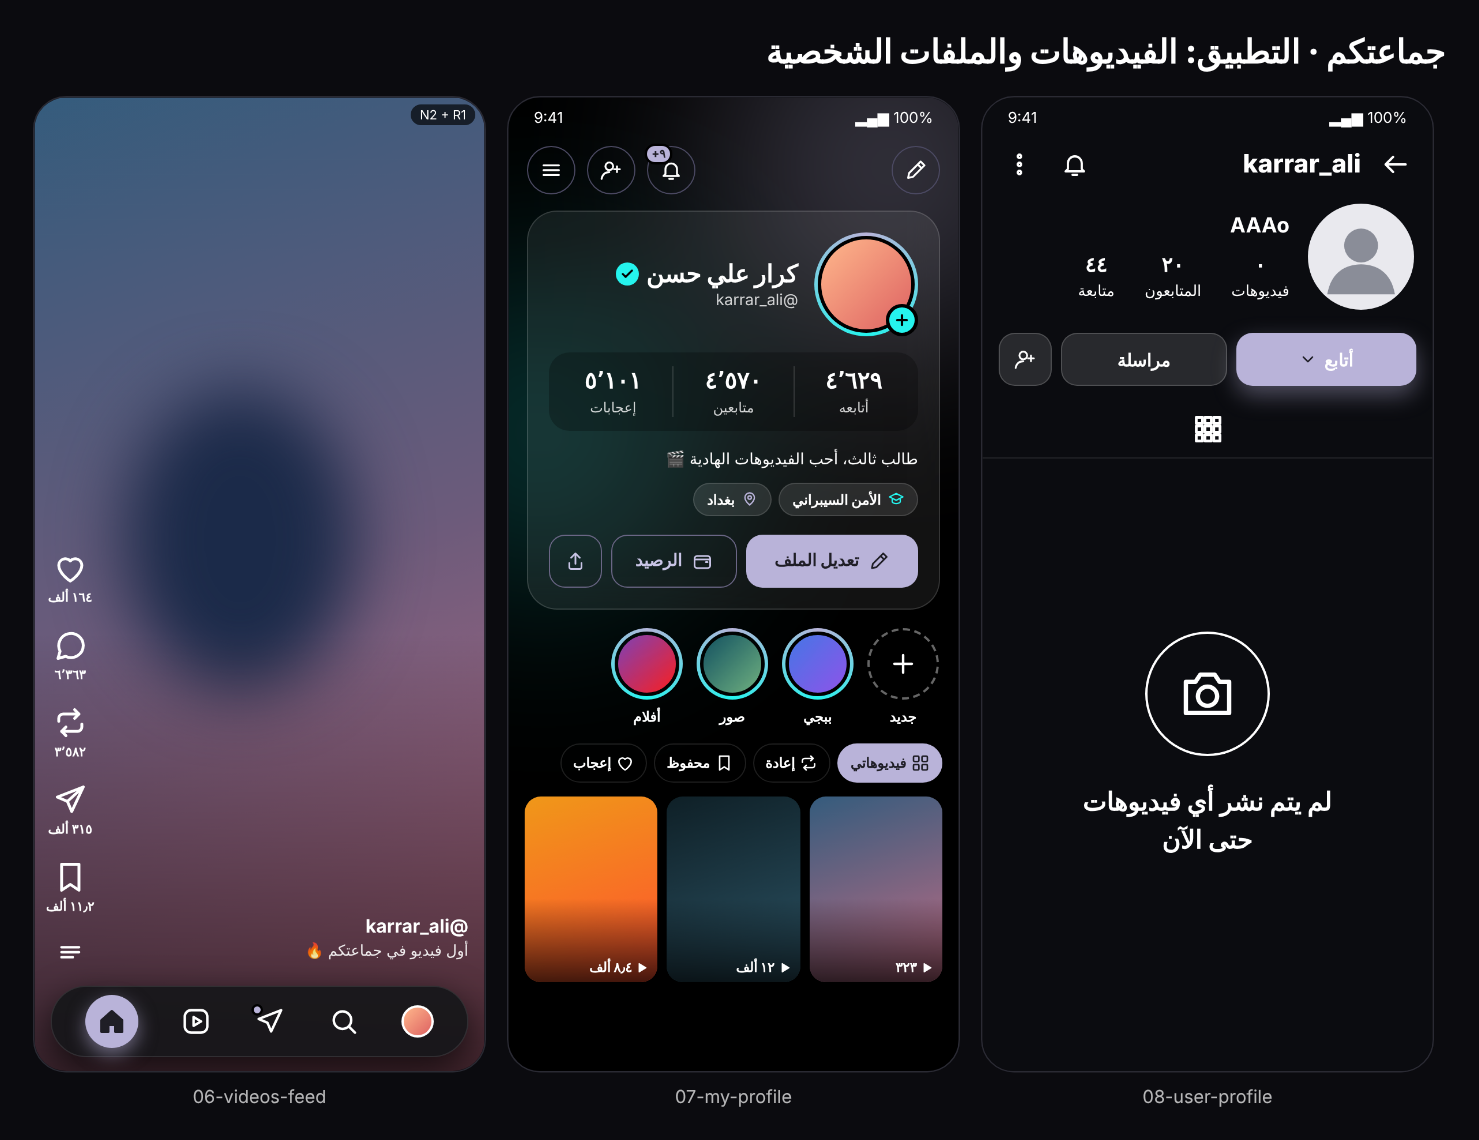 جماعتكم · التطبيق: الفيديوهات والملفات الشخصية
9:41
100%
karrar_ali
AAAo
٠
٢٠
٤٤
فيديوهات
المتابعون
متابعة
أتابع
مراسلة
لم يتم نشر أي فيديوهات
حتى الآن
08-user-profile
9:41
100%
+٩
كرار علي حسن
@karrar_ali
٤٬٦٢٩
٤٬٥٧٠
٥٬١٠١
أتابعه
متابعين
إعجابات
طالب ثالث، أحب الفيديوهات الهادية 🎬
الأمن السيبراني
بغداد
تعديل الملف
الرصيد
جديد
ببجي
صور
أفلام
فيديوهاتي
إعادة
محفوظ
إعجاب
٣٢٣
١٢ ألف
٨٫٤ ألف
07-my-profile
N2 + R1
١٦٤ ألف
٦٬٣٦٣
٣٬٥٨٢
٣١٥ ألف
١١٫٢ ألف
@karrar_ali
أول فيديو في جماعتكم 🔥
06-videos-feed